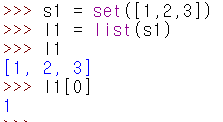 >>> s1 = set([1,2,3])
>>> l1 = list(s1)
>>> l1
[1, 2, 3]
>>> l1[0]
1
>>>